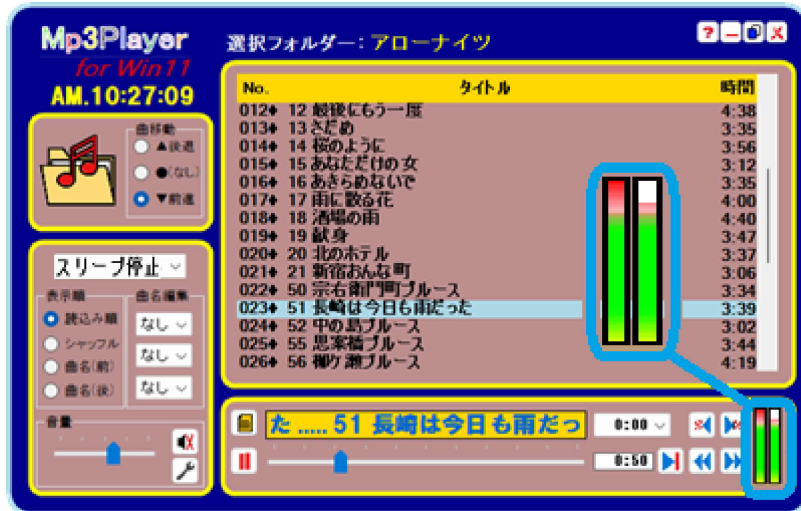 Mp3Player
for Win11
AM.10:27:09
選択フォルダー: アローナイツ
?
No. タイトル 時間
012♦ 12 最後にもう一度 4:38
013♦ 13 さだめ 3:35
014♦ 14 桜のように 3:56
015♦ 15 あなただけの女 3:12
016♦ 16 あきらめないで 3:35
017♦ 17 雨に散る花 4:00
018♦ 18 酒場の雨 4:40
019♦ 19 献身 3:47
020♦ 20 北のホテル 3:37
021♦ 21 新宿おんな町 3:06
022♦ 50 宗右衛門町ブルース 3:34
023♦ 51 長崎は今日も雨だった 3:39
024♦ 52 中の島ブルース 3:02
025♦ 55 思案橋ブルース 3:44
026♦ 56 柳ケ瀬ブルース 4:19
曲移動
▲後退
●(なし)
▼前進
スリープ停止
表示順
読込み順
シャッフル
曲名(前)
曲名(後)
曲名編集
なし
なし
なし
音量
た ..... 51 長崎は今日も雨だっ
0:00
0:50